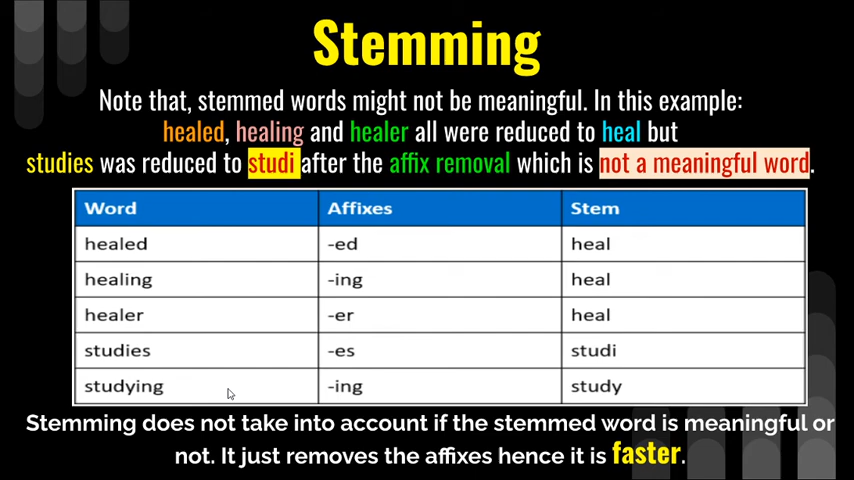 Stemming
Note that, stemmed words might not be meaningful. In this example:
healed, healing and healer all were reduced to heal but
studies was reduced to studi after the affix removal which is not a meaningful word.
Word Affixes Stem
healed -ed heal
healing -ing heal
healer -er heal
studies -es studi
studying -ing study
Stemming does not take into account if the stemmed word is meaningful or
not. It just removes the affixes hence it is faster.